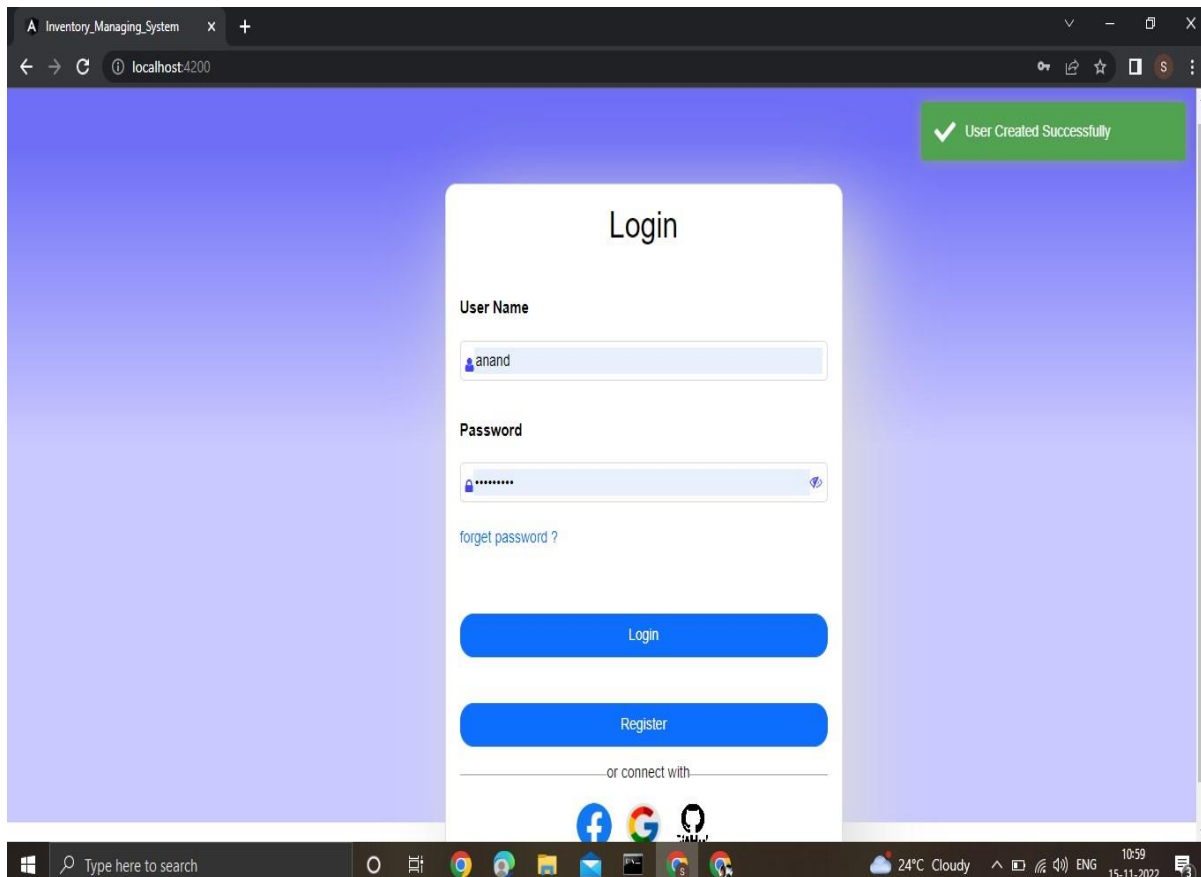 Inventory_Managing_System
localhost:4200
S
User Created Successfully
Login
User Name
anand
Password
forget password ?
Login
Register
or connect with
Type here to search
24°C Cloudy
ENG
10:59
15-11-2022
3